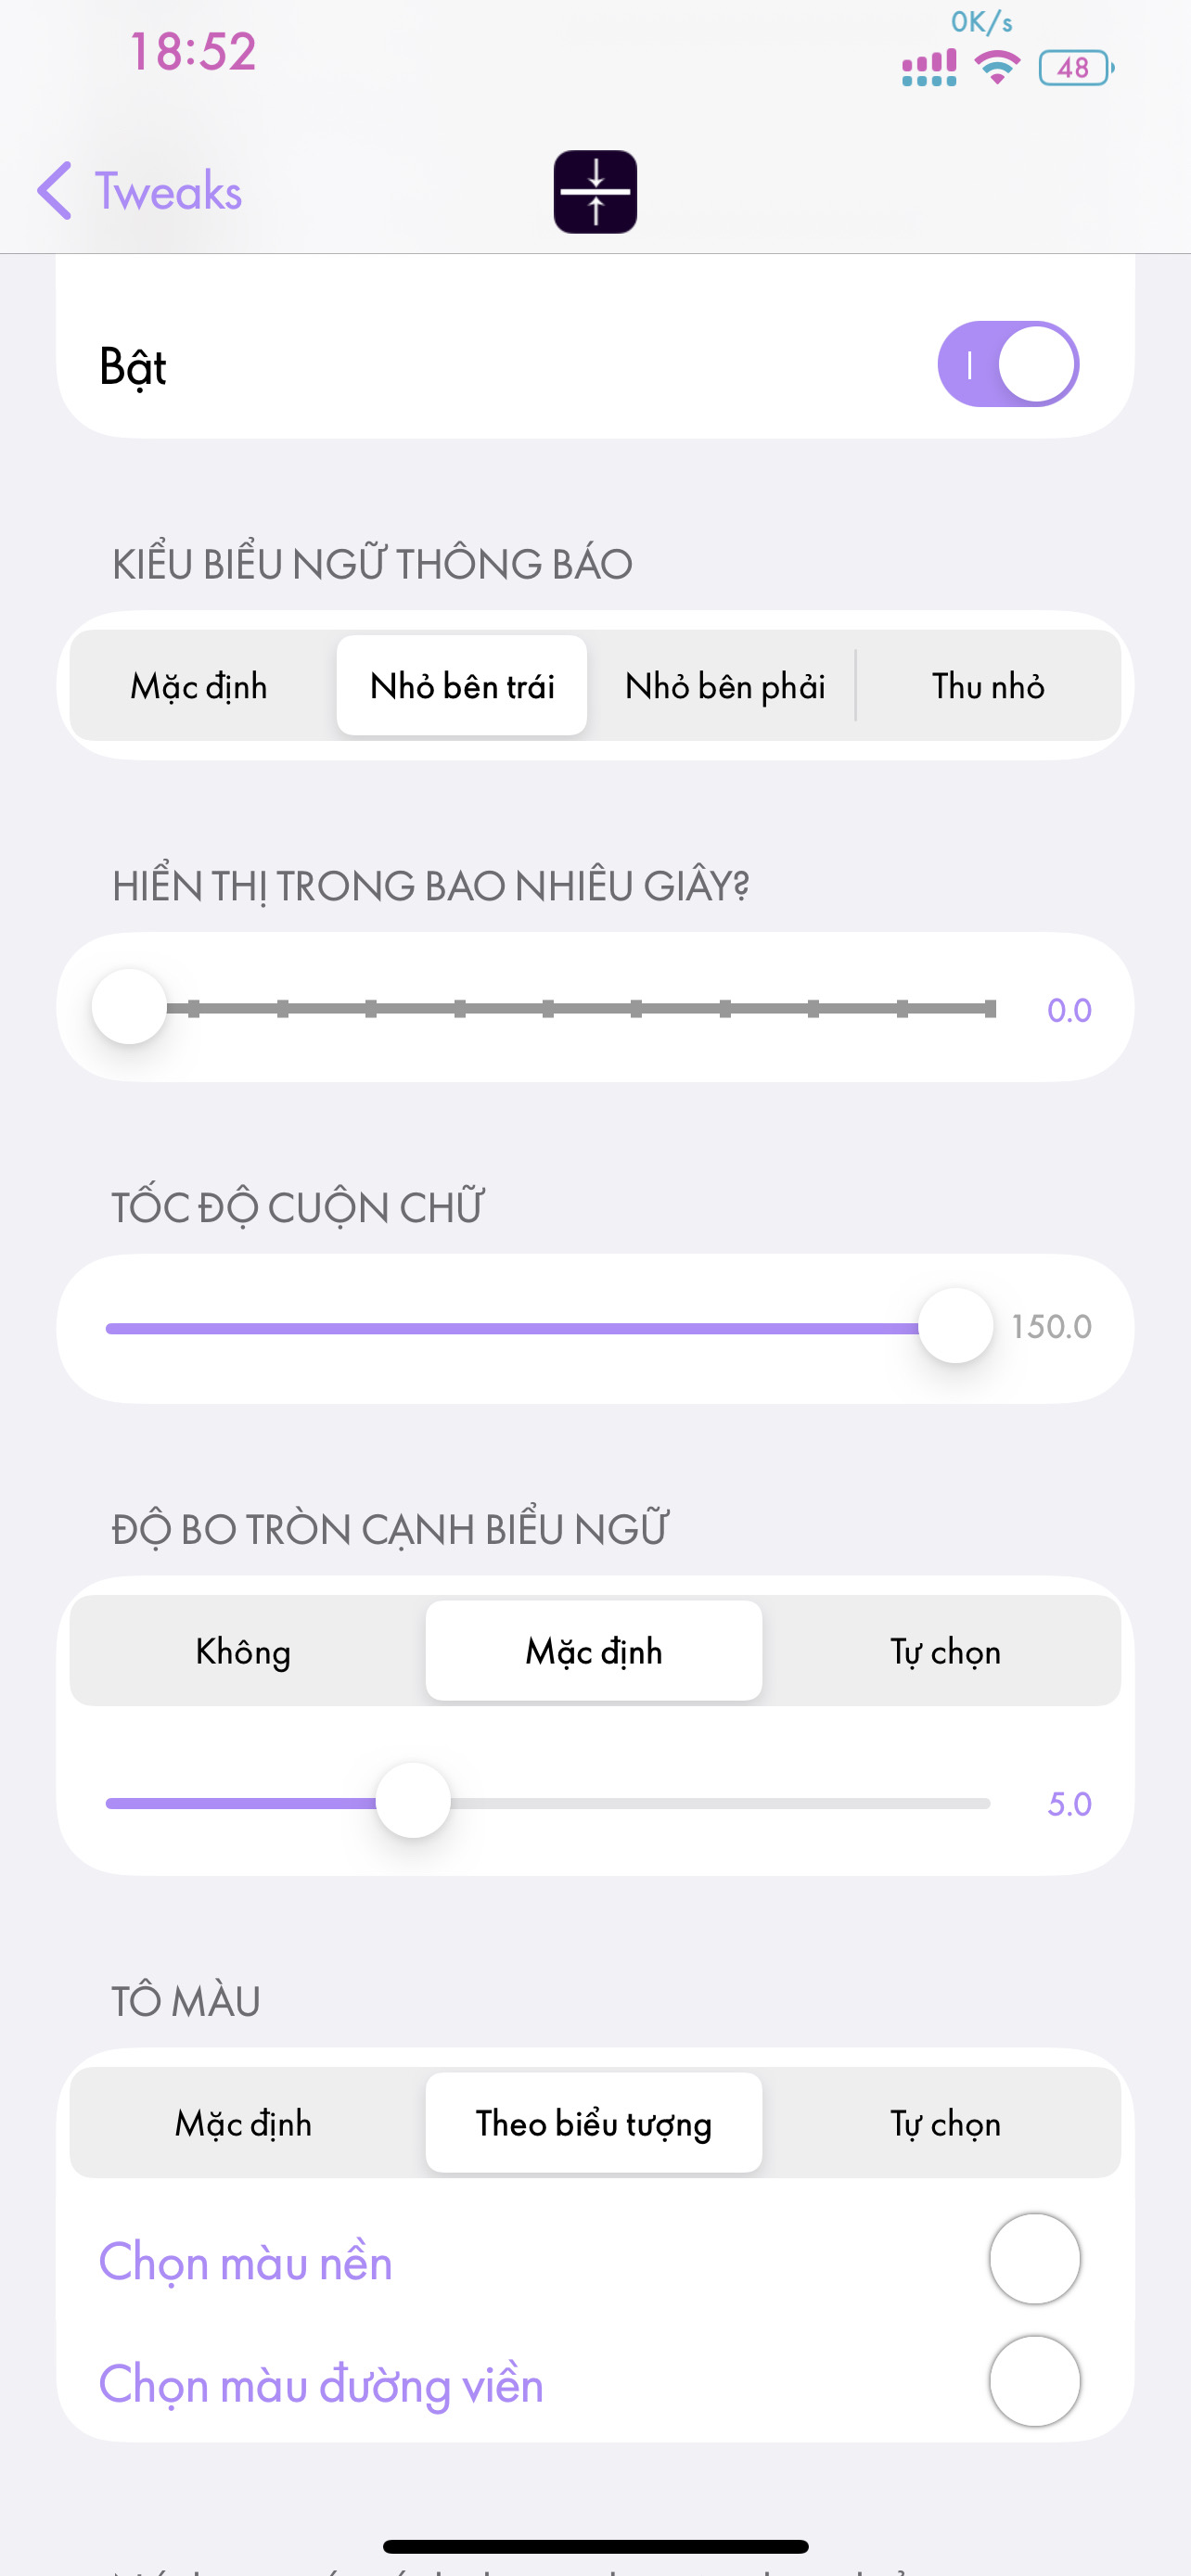 0K/s
18:52
48
Tweaks
Bật
KIỂU BIỂU NGỮ THÔNG BÁO
Mặc định Nhỏ bên trái Nhỏ bên phải Thu nhỏ
HIỂN THỊ TRONG BAO NHIÊU GIÂY?
0.0
TỐC ĐỘ CUỘN CHỮ
150.0
ĐỘ BO TRÒN CẠNH BIỂU NGỮ
Không Mặc định Tự chọn
5.0
TÔ MÀU
Mặc định Theo biểu tượng Tự chọn
Chọn màu nền
Chọn màu đường viền